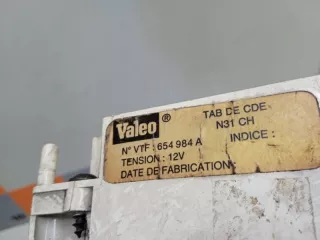 Valeo ®
TAB DE CDE
N31 CH
INDICE :
N° VTF : 654 984 A
TENSION : 12V
DATE DE FABRICATION :